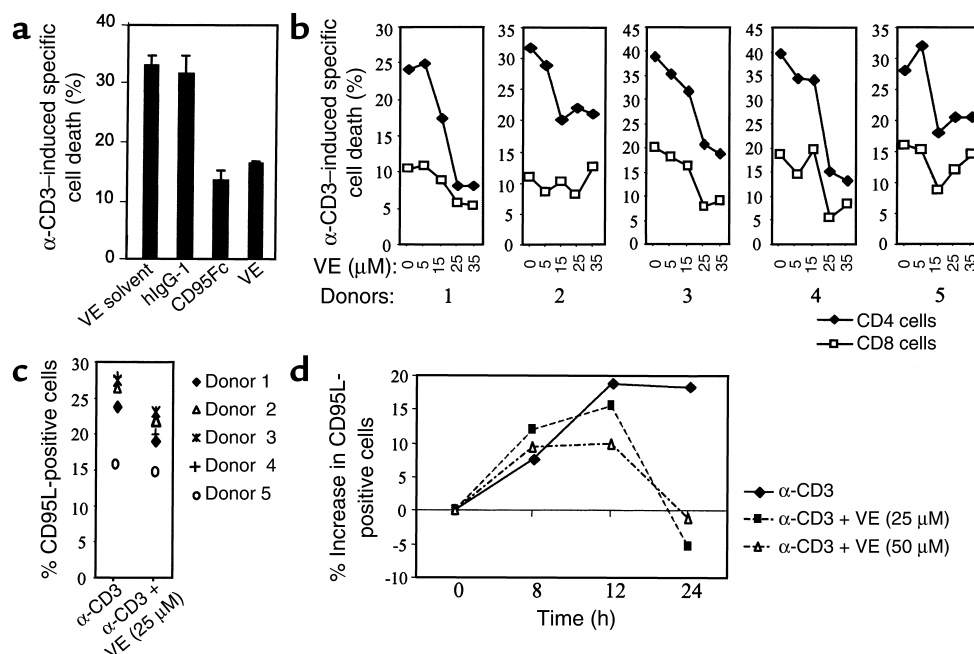 a
α-CD3–induced specific
cell death (%)
40
30
20
10
0
VE solvent
hIgG-1
CD95Fc
VE
b
α-CD3–induced specific
cell death (%)
30
25
20
15
10
5
0
35
30
25
20
15
10
5
0
45
40
35
30
25
20
15
10
5
0
45
40
35
30
25
20
15
10
5
0
35
30
25
20
15
10
5
0
VE (μM):
0 5 15 25 35
0 5 15 25 35
0 5 15 25 35
0 5 15 25 35
0 5 15 25 35
Donors: 1 2 3 4 5
CD4 cells
CD8 cells
c
% CD95L-positive cells
30
25
20
15
10
5
0
α-CD3
α-CD3 +
VE (25 μM)
Donor 1
Donor 2
Donor 3
Donor 4
Donor 5
d
% Increase in CD95L-
positive cells
20
15
10
5
0
-5
-10
0 8 12 24
Time (h)
α-CD3
α-CD3 + VE (25 μM)
α-CD3 + VE (50 μM)